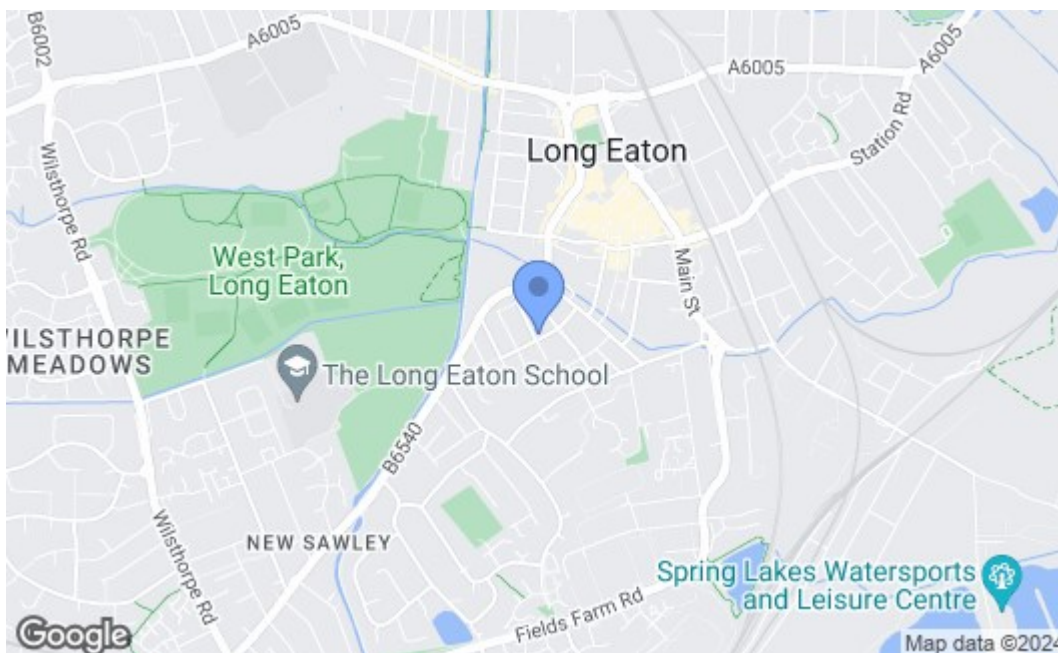 B6002
A6005
A6005
A6005
Station Rd
Long Eaton
Wilsthorpe Rd
West Park,
Long Eaton
Main St
VILSTHORPE
MEADOWS
The Long Eaton School
B6540
Wilsthorpe Rd
NEW SAWLEY
Spring Lakes Watersports
and Leisure Centre
Fields Farm Rd
Google
Map data ©2024